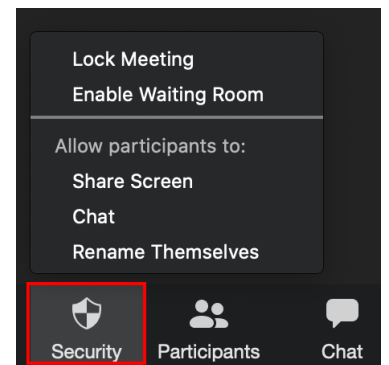 Lock Meeting
Enable Waiting Room
Allow participants to:
Share Screen
Chat
Rename Themselves
Security Participants Chat